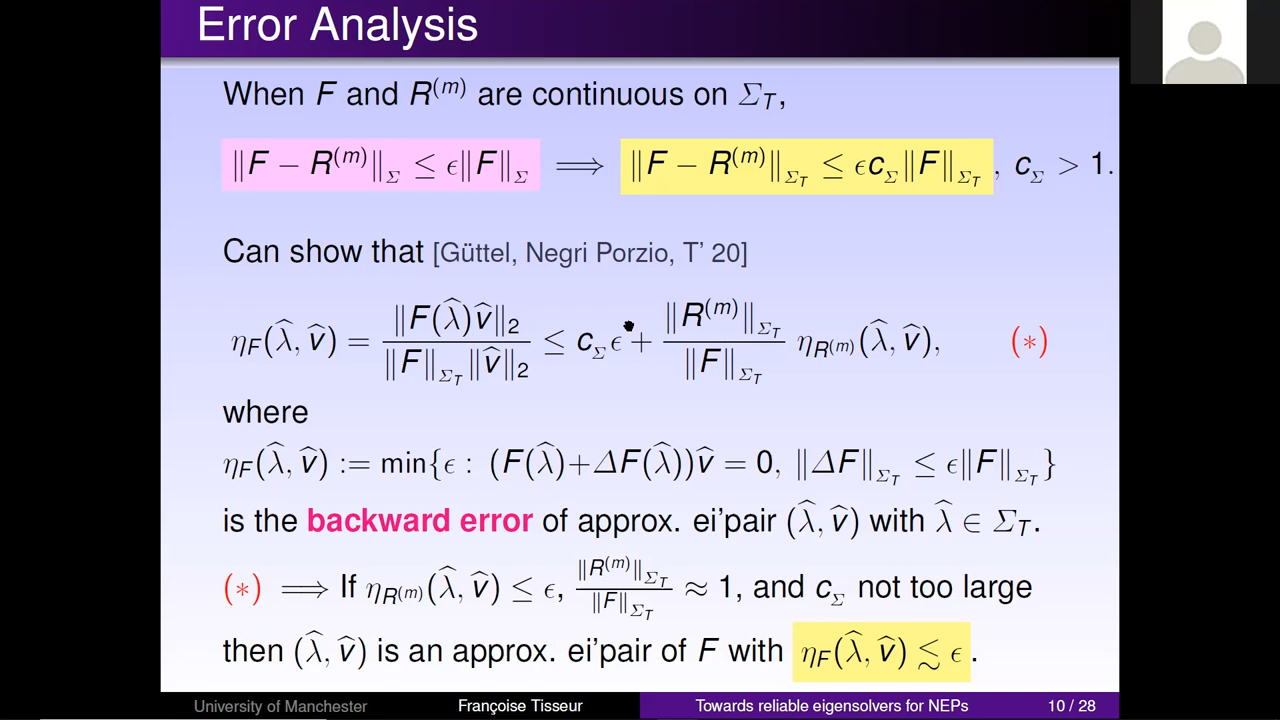 Error Analysis
When F and R^(m) are continuous on Σ_T,
‖F − R^(m)‖_Σ ≤ ϵ‖F‖_Σ ⟹ ‖F − R^(m)‖_{Σ_T} ≤ ϵc_Σ‖F‖_{Σ_T}, c_Σ > 1.
Can show that [Güttel, Negri Porzio, T' 20]
η_F(λ̂, v̂) = ‖F(λ̂)v̂‖_2 / (‖F‖_{Σ_T}‖v̂‖_2) ≤ c_Σ ϵ + (‖R^(m)‖_{Σ_T} / ‖F‖_{Σ_T}) η_{R^(m)}(λ̂, v̂), (∗)
where
η_F(λ̂, v̂) := min{ϵ : (F(λ̂)+ΔF(λ̂))v̂ = 0, ‖ΔF‖_{Σ_T} ≤ ϵ‖F‖_{Σ_T}}
is the backward error of approx. ei'pair (λ̂, v̂) with λ̂ ∈ Σ_T.
(∗) ⟹ If η_{R^(m)}(λ̂, v̂) ≤ ϵ, ‖R^(m)‖_{Σ_T} / ‖F‖_{Σ_T} ≈ 1, and c_Σ not too large
then (λ̂, v̂) is an approx. ei'pair of F with η_F(λ̂, v̂) ≲ ϵ.
University of Manchester Françoise Tisseur Towards reliable eigensolvers for NEPs 10 / 28